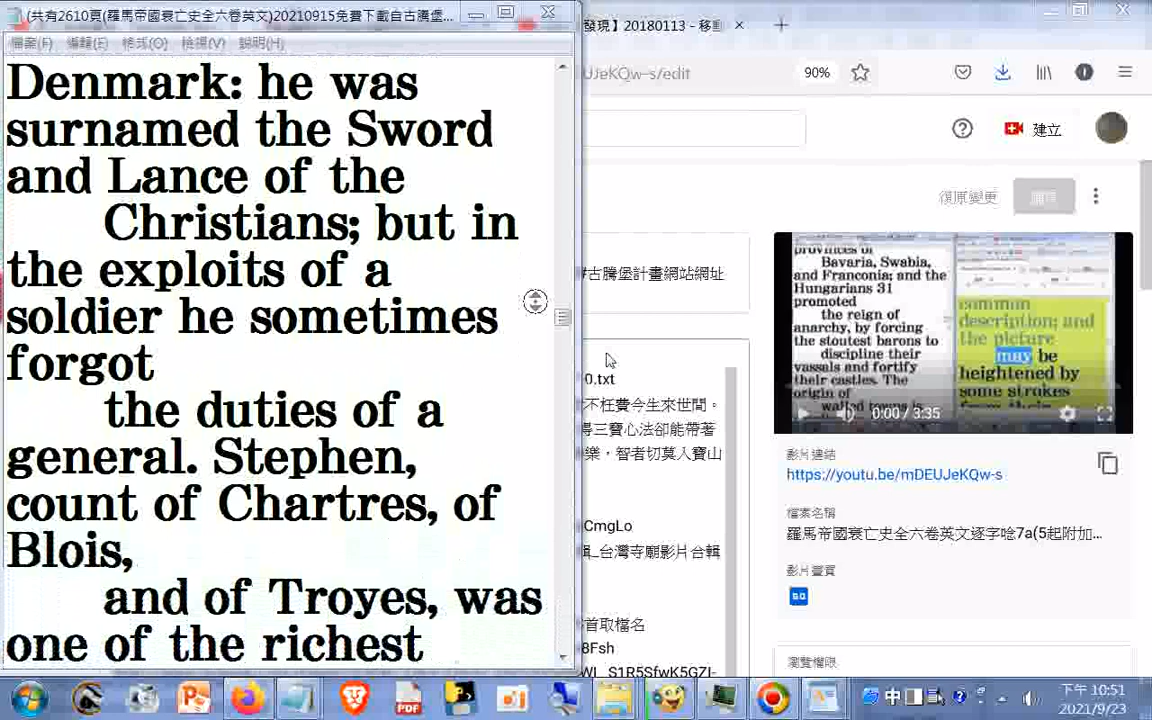 (共有2610頁(羅馬帝國衰亡史全六卷英文)20210915免費下載自古騰堡...
檔案(F) 編輯(E) 格式(O) 檢視(V) 說明(H)
Denmark: he was
surnamed the Sword
and Lance of the
Christians; but in
the exploits of a
soldier he sometimes
forgot
the duties of a
general. Stephen,
count of Chartres, of
Blois,
and of Troyes, was
one of the richest
發現】20180113 - 移動
UJeKQw-s/edit
90%
建立
復原變更
#古騰堡計畫網站網址
0.txt
不枉費今生來世間。
得三寶心法卻能帶著
樂，智者切莫入寶山
CmgLo
輯_台灣寺廟影片合輯
首取檔名
8Fsh
WL_S1R5SfwK5GZI-
provinces of
Bavaria, Swabia,
and Franconia; and the
Hungarians 31
promoted
the reign of
anarchy, by forcing
the stoutest barons to
discipline their
vassals and fortify
their castles. The
origin of
walled towns is
common
description; and
the picture
may be
heightened by
some strokes
0:00 / 3:35
影片連結
https://youtu.be/mDEUJeKQw-s
檔案名稱
羅馬帝國衰亡史全六卷英文逐字唸7a(5起附加...
影片畫質
瀏覽權限
PDF
中
下午 10:51
2021/9/23